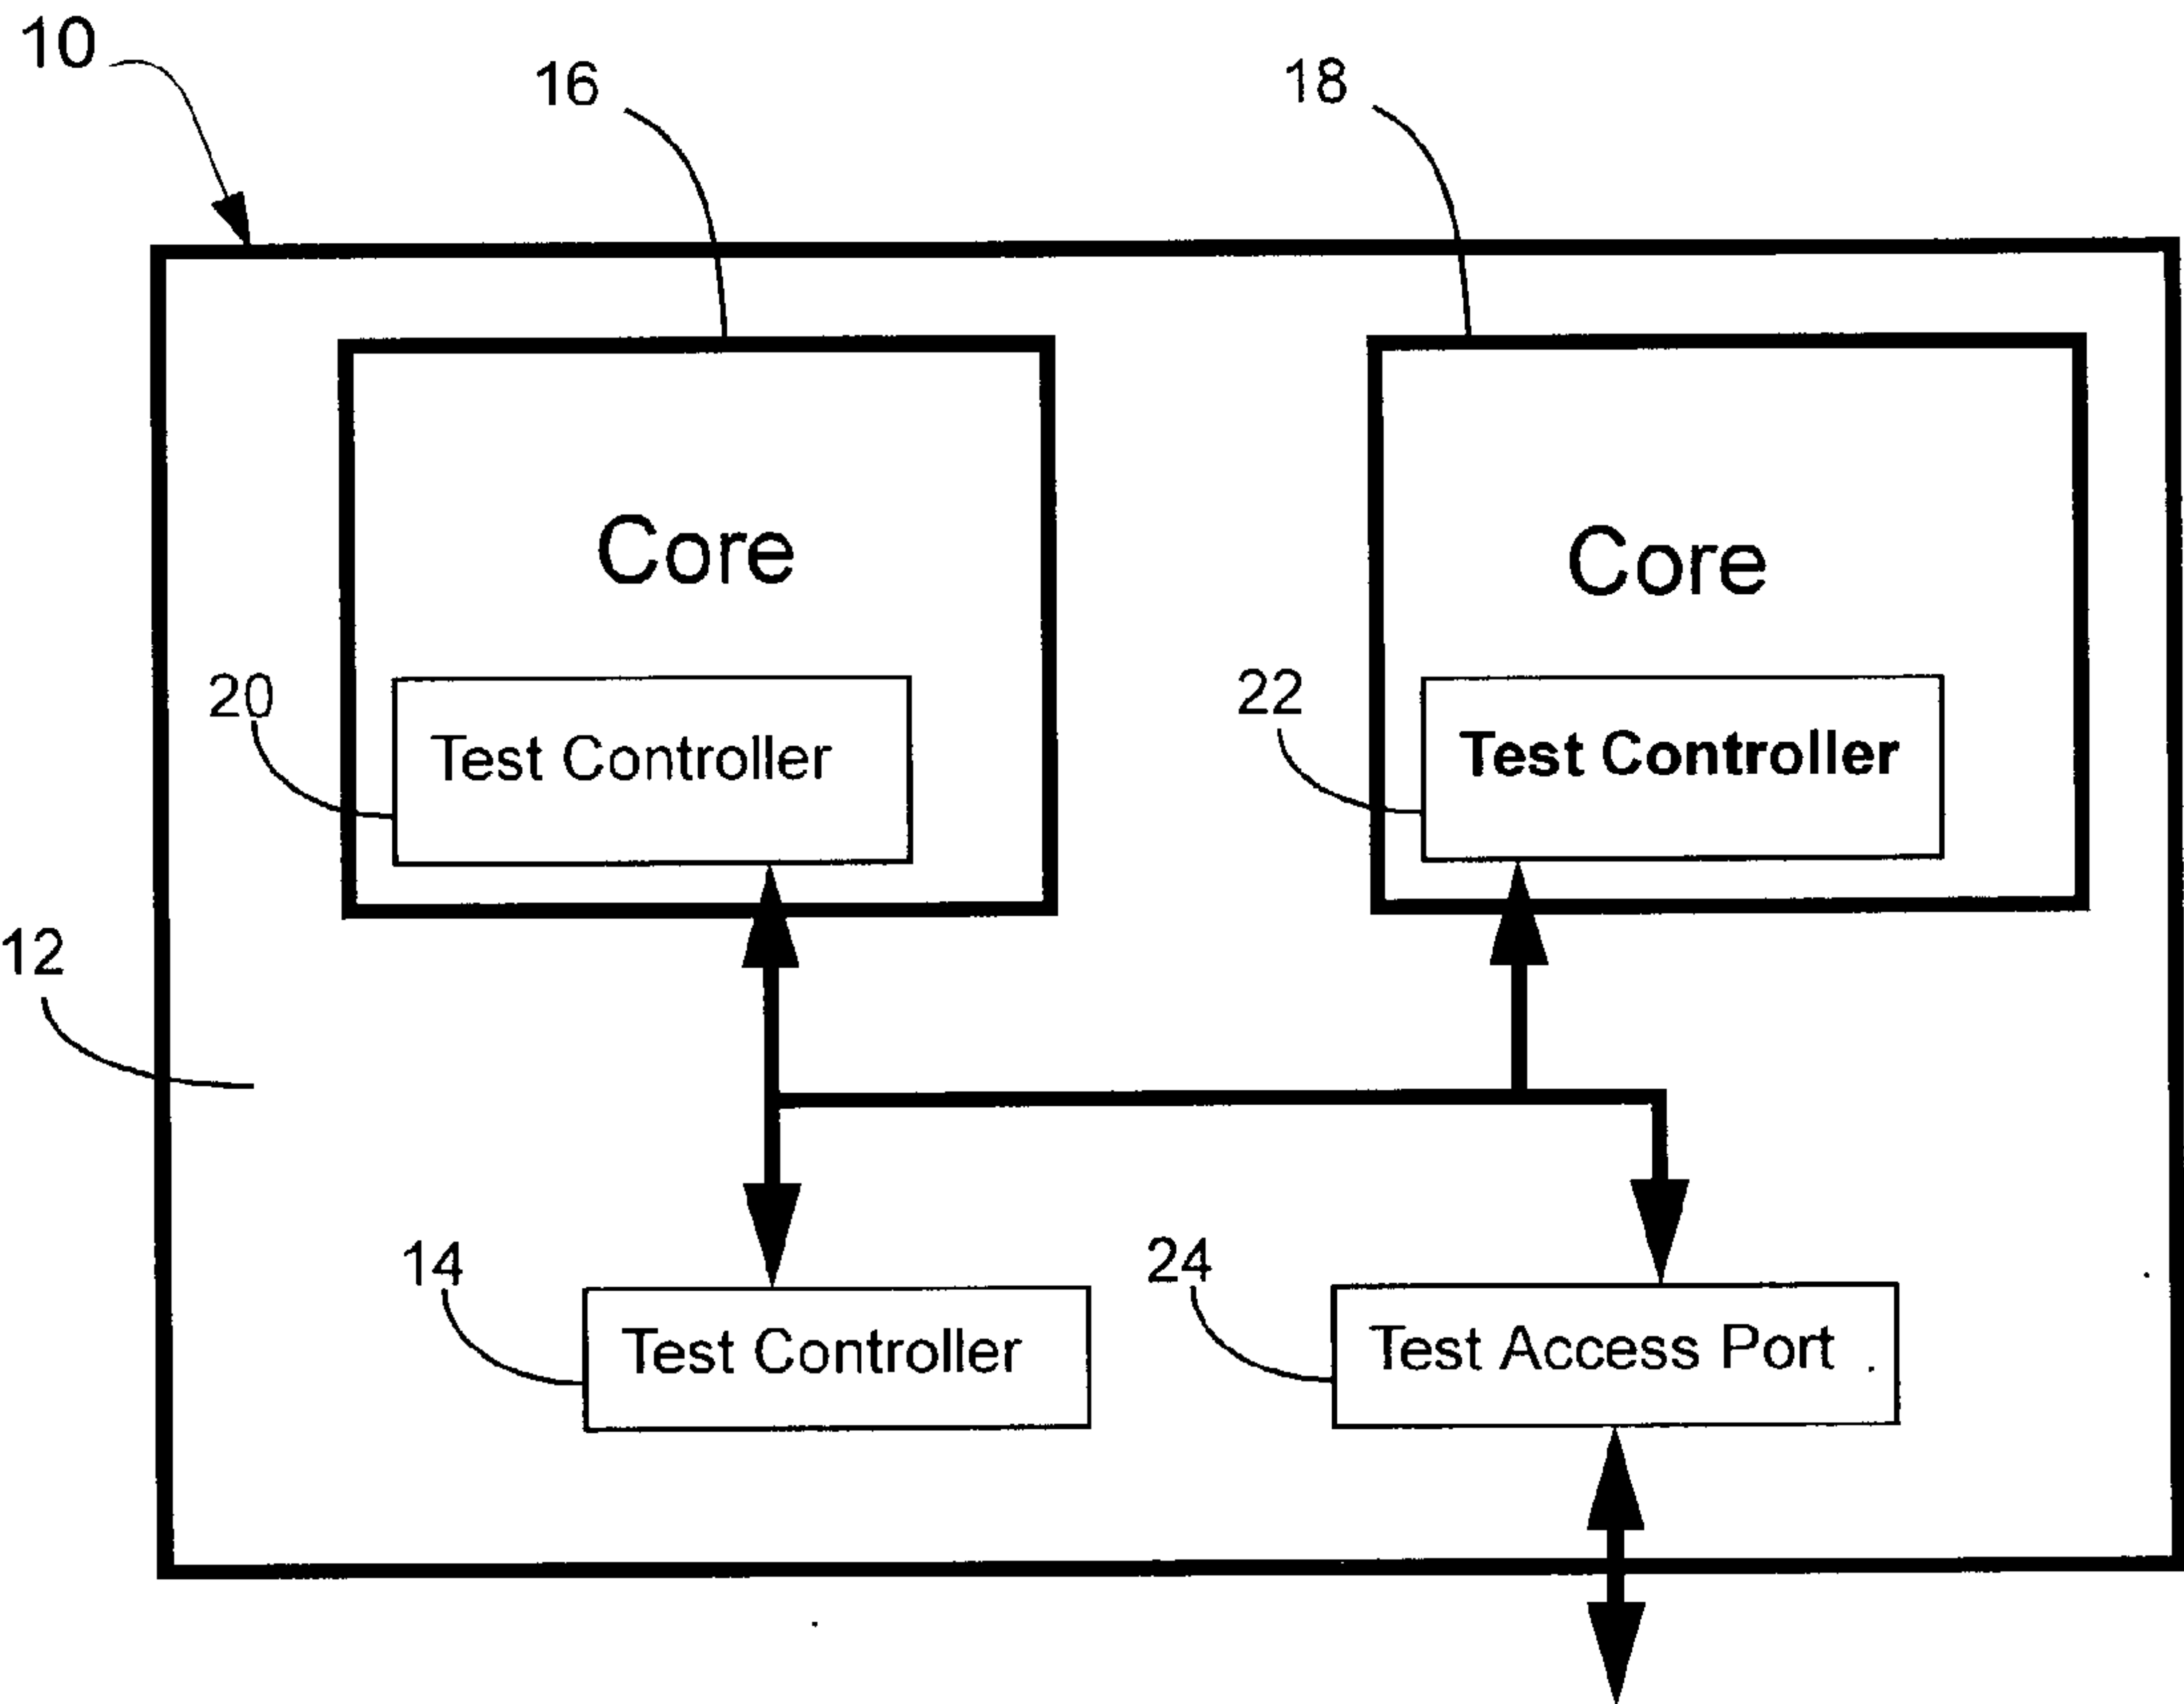 10
16
18
Core
Core
20
Test Controller
22
Test Controller
12
14
Test Controller
24
Test Access Port